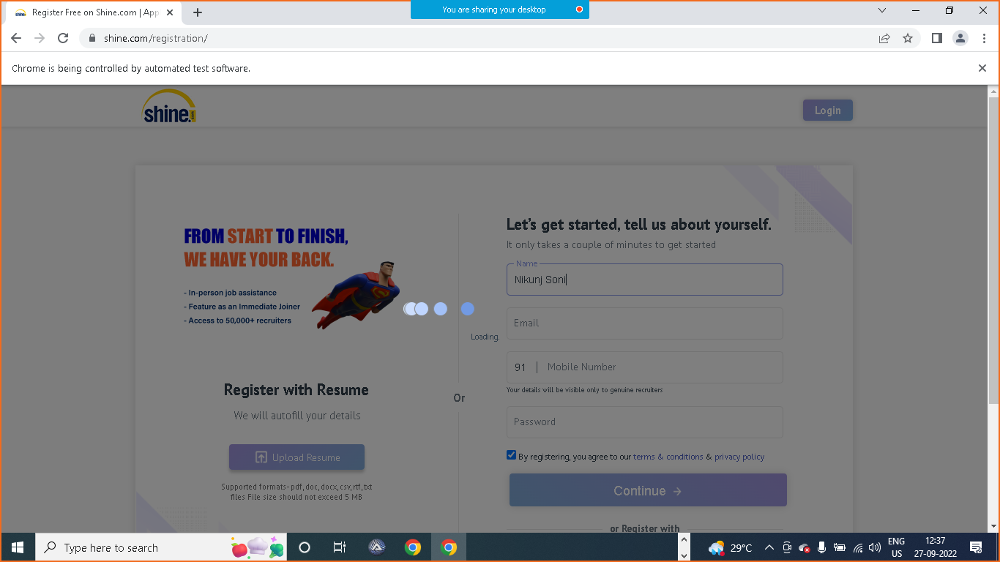 Register Free on Shine.com | App
You are sharing your desktop
shine.com/registration/
Chrome is being controlled by automated test software.
shine.com
Login
FROM START TO FINISH,
WE HAVE YOUR BACK.
- In-person job assistance
- Feature as an Immediate Joiner
- Access to 50,000+ recruiters
Register with Resume
We will autofill your details
Upload Resume
Supported formats-pdf, doc, docx, csv, rtf, txt
files File size should not exceed 5 MB
Loading.
Or
Let's get started, tell us about yourself.
It only takes a couple of minutes to get started
Name
Nikunj Soni
Email
91 | Mobile Number
Your details will be visible only to genuine recruiters
Password
By registering, you agree to our terms & conditions & privacy policy
Continue →
or Register with
Type here to search
29°C
ENG
US
12:37
27-09-2022